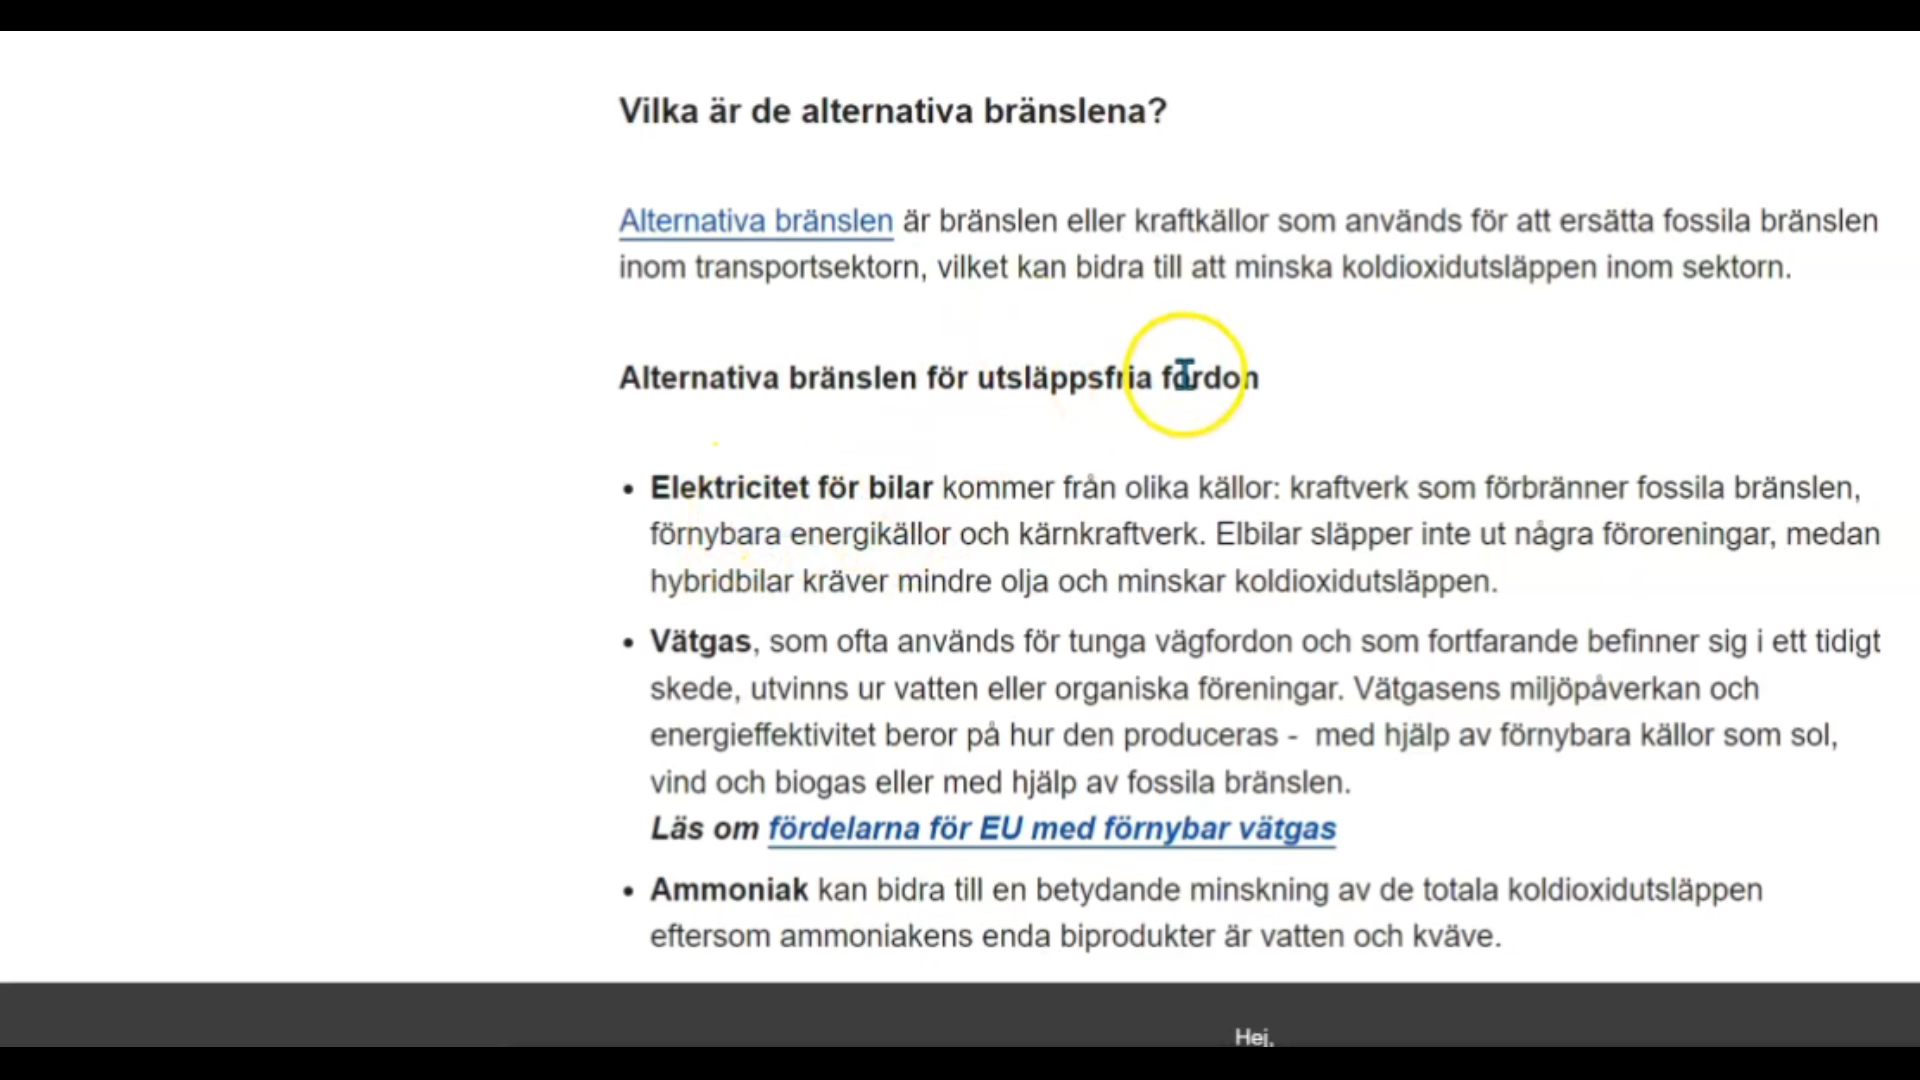 Vilka är de alternativa bränslena?
Alternativa bränslen är bränslen eller kraftkällor som används för att ersätta fossila bränslen
inom transportsektorn, vilket kan bidra till att minska koldioxidutsläppen inom sektorn.
Alternativa bränslen för utsläppsfria fordon
• Elektricitet för bilar kommer från olika källor: kraftverk som förbränner fossila bränslen,
förnybara energikällor och kärnkraftverk. Elbilar släpper inte ut några föroreningar, medan
hybridbilar kräver mindre olja och minskar koldioxidutsläppen.
• Vätgas, som ofta används för tunga vägfordon och som fortfarande befinner sig i ett tidigt
skede, utvinns ur vatten eller organiska föreningar. Vätgasens miljöpåverkan och
energieffektivitet beror på hur den produceras - med hjälp av förnybara källor som sol,
vind och biogas eller med hjälp av fossila bränslen.
Läs om fördelarna för EU med förnybar vätgas
• Ammoniak kan bidra till en betydande minskning av de totala koldioxidutsläppen
eftersom ammoniakens enda biprodukter är vatten och kväve.
Hej,